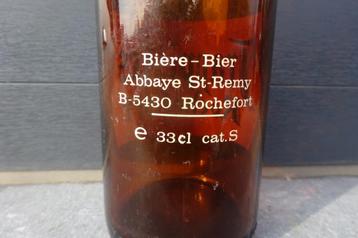 Bière-Bier
Abbaye St-Remy
B-5430 Rochefort
e 33cl cat.S